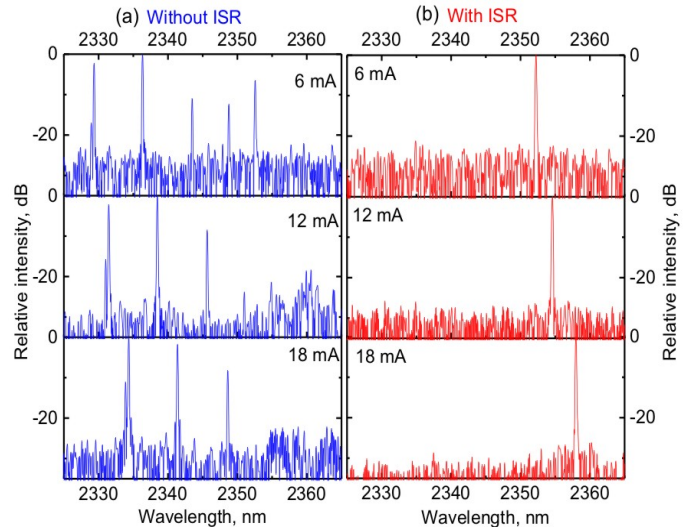 (a) Without ISR
(b) With ISR
2330 2340 2350 2360
2330 2340 2350 2360
0
6 mA
6 mA
0
-20
-20
0
12 mA
12 mA
0
-20
-20
0
18 mA
18 mA
0
-20
-20
Relative intensity, dB
Relative intensity, dB
2330 2340 2350 2360
2330 2340 2350 2360
Wavelength, nm
Wavelength, nm